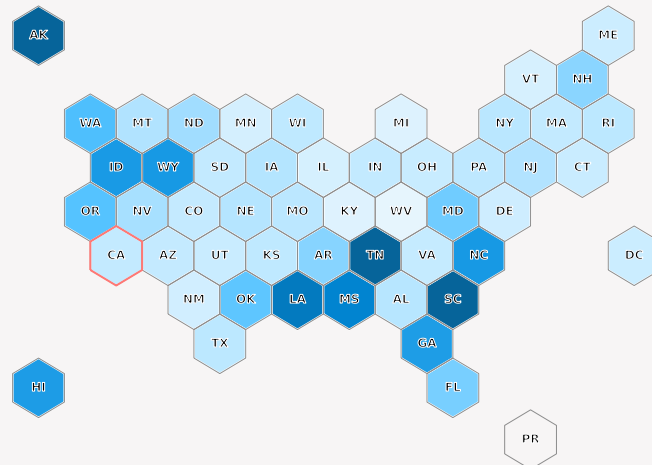 AK
ME
VT NH
WA MT ND MN WI MI NY MA RI
ID WY SD IA IL IN OH PA NJ CT
OR NV CO NE MO KY WV MD DE
CA AZ UT KS AR TN VA NC DC
NM OK LA MS AL SC
TX GA
HI FL
PR